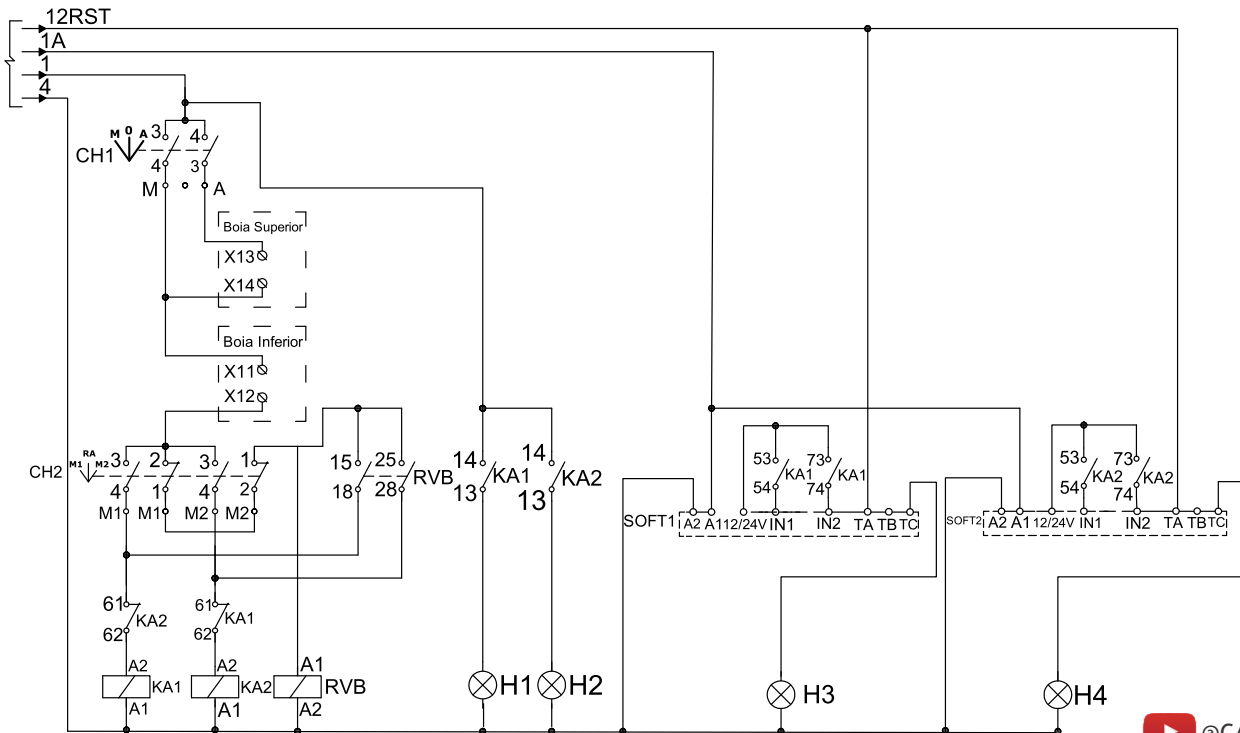 12RST
1A
1
4
M 0 A 3 4
CH1
4 3
M A
Boia Superior
X13
X14
Boia Inferior
X11
X12
RA
M1 M2
CH2
3 2 3 1
4 1 4 2
M1 M1 M2 M2
15 25
RVB
18 28
14 14
KA1 KA2
13 13
53 73
KA1 KA1
54 74
SOFT1
A2 A1 12/24V IN1 IN2 TA TB TC
53 73
KA2 KA2
54 74
SOFT2
A2 A1 12/24V IN1 IN2 TA TB TC
61 61
KA2 KA1
62 62
A2 A2 A1
KA1 KA2 RVB
A1 A1 A2
H1 H2 H3 H4